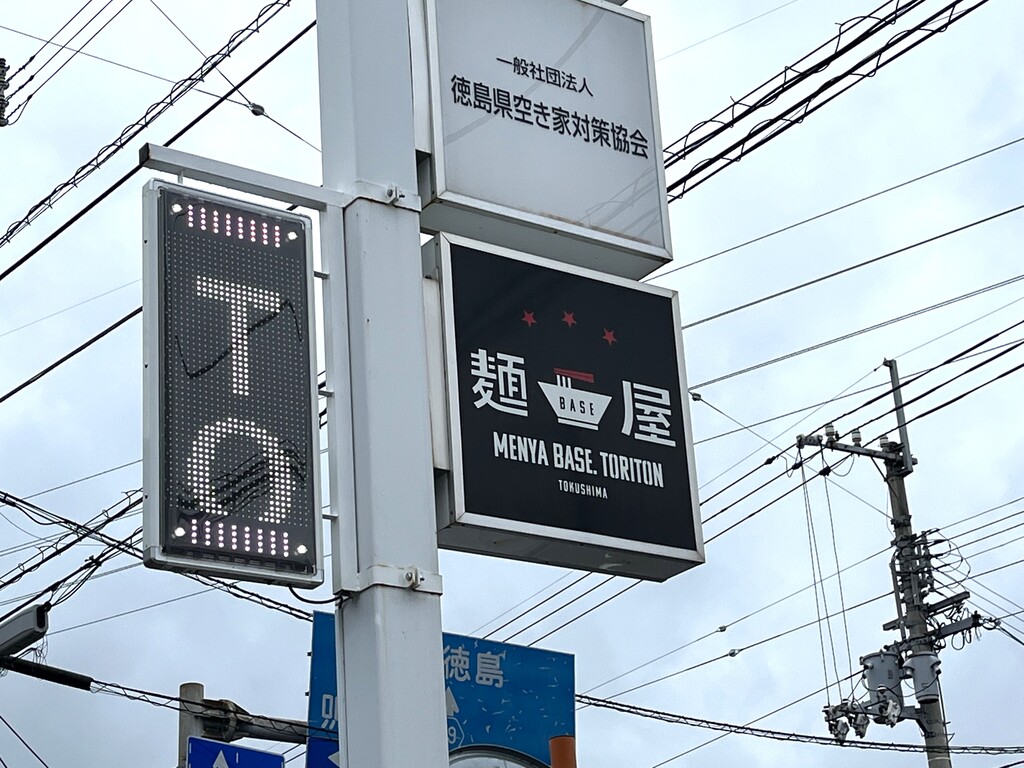 一般社団法人
徳島県空き家対策協会
TO
麺 BASE 屋
MENYA BASE. TORITON
TOKUSHIMA
徳島
9